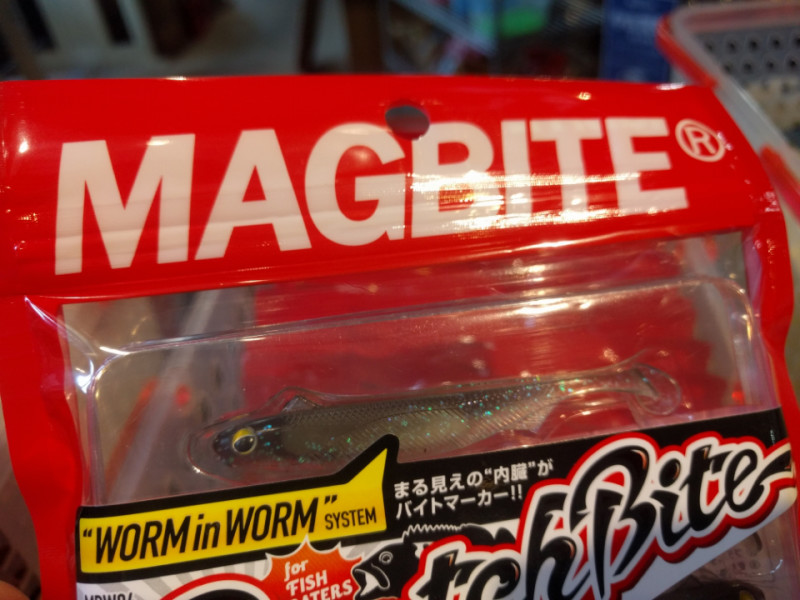 MAGBITE®
まる見えの"内臓"が
バイトマーカー!!
"WORM in WORM" SYSTEM
for
FISH
Bite